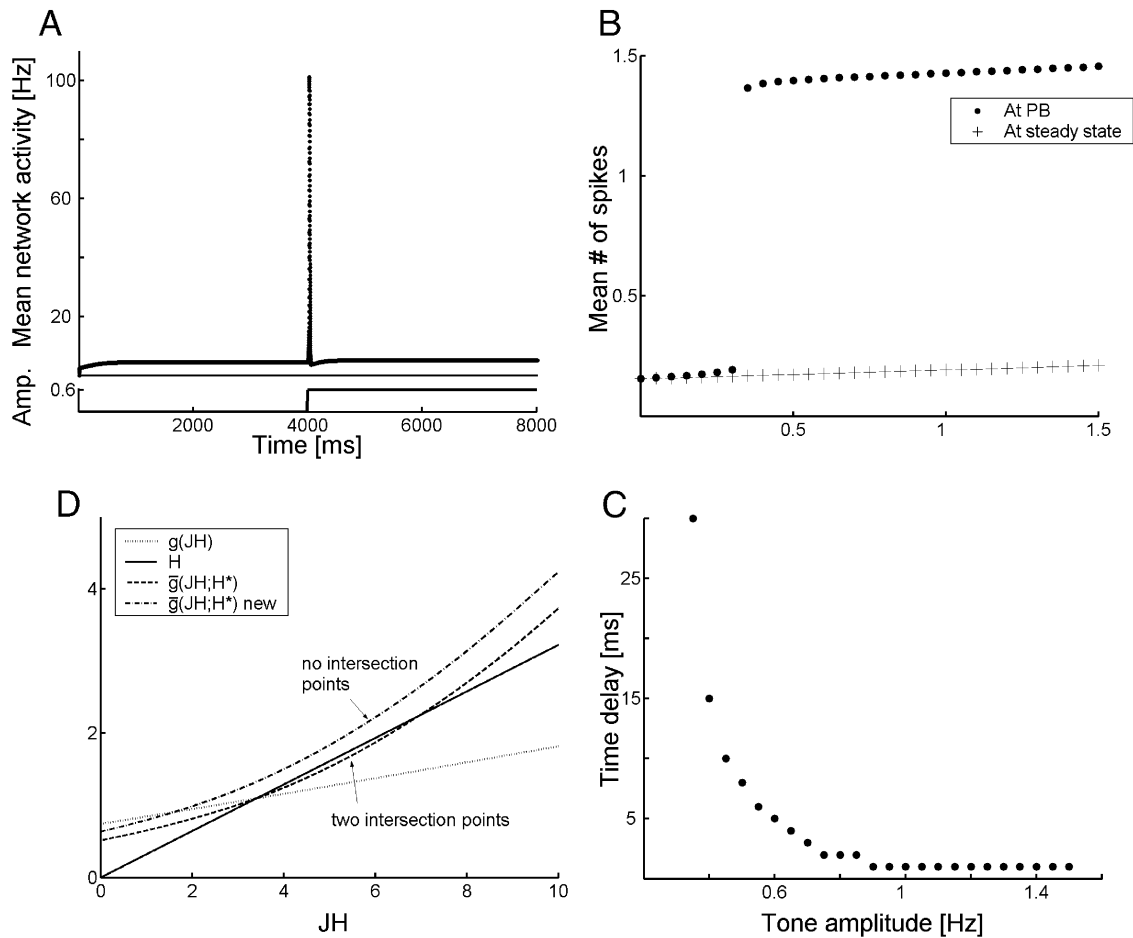 A
Mean network activity [Hz]
100
60
20
Amp.
0.6
2000
4000
6000
8000
Time [ms]
B
Mean # of spikes
1.5
1
0.5
At PB
At steady state
0.5
1
1.5
D
g(JH)
H
g̅(JH;H*)
g̅(JH;H*) new
4
2
0
no intersection
points
two intersection points
0
2
4
6
8
10
JH
C
Time delay [ms]
25
15
5
0.6
1
1.4
Tone amplitude [Hz]